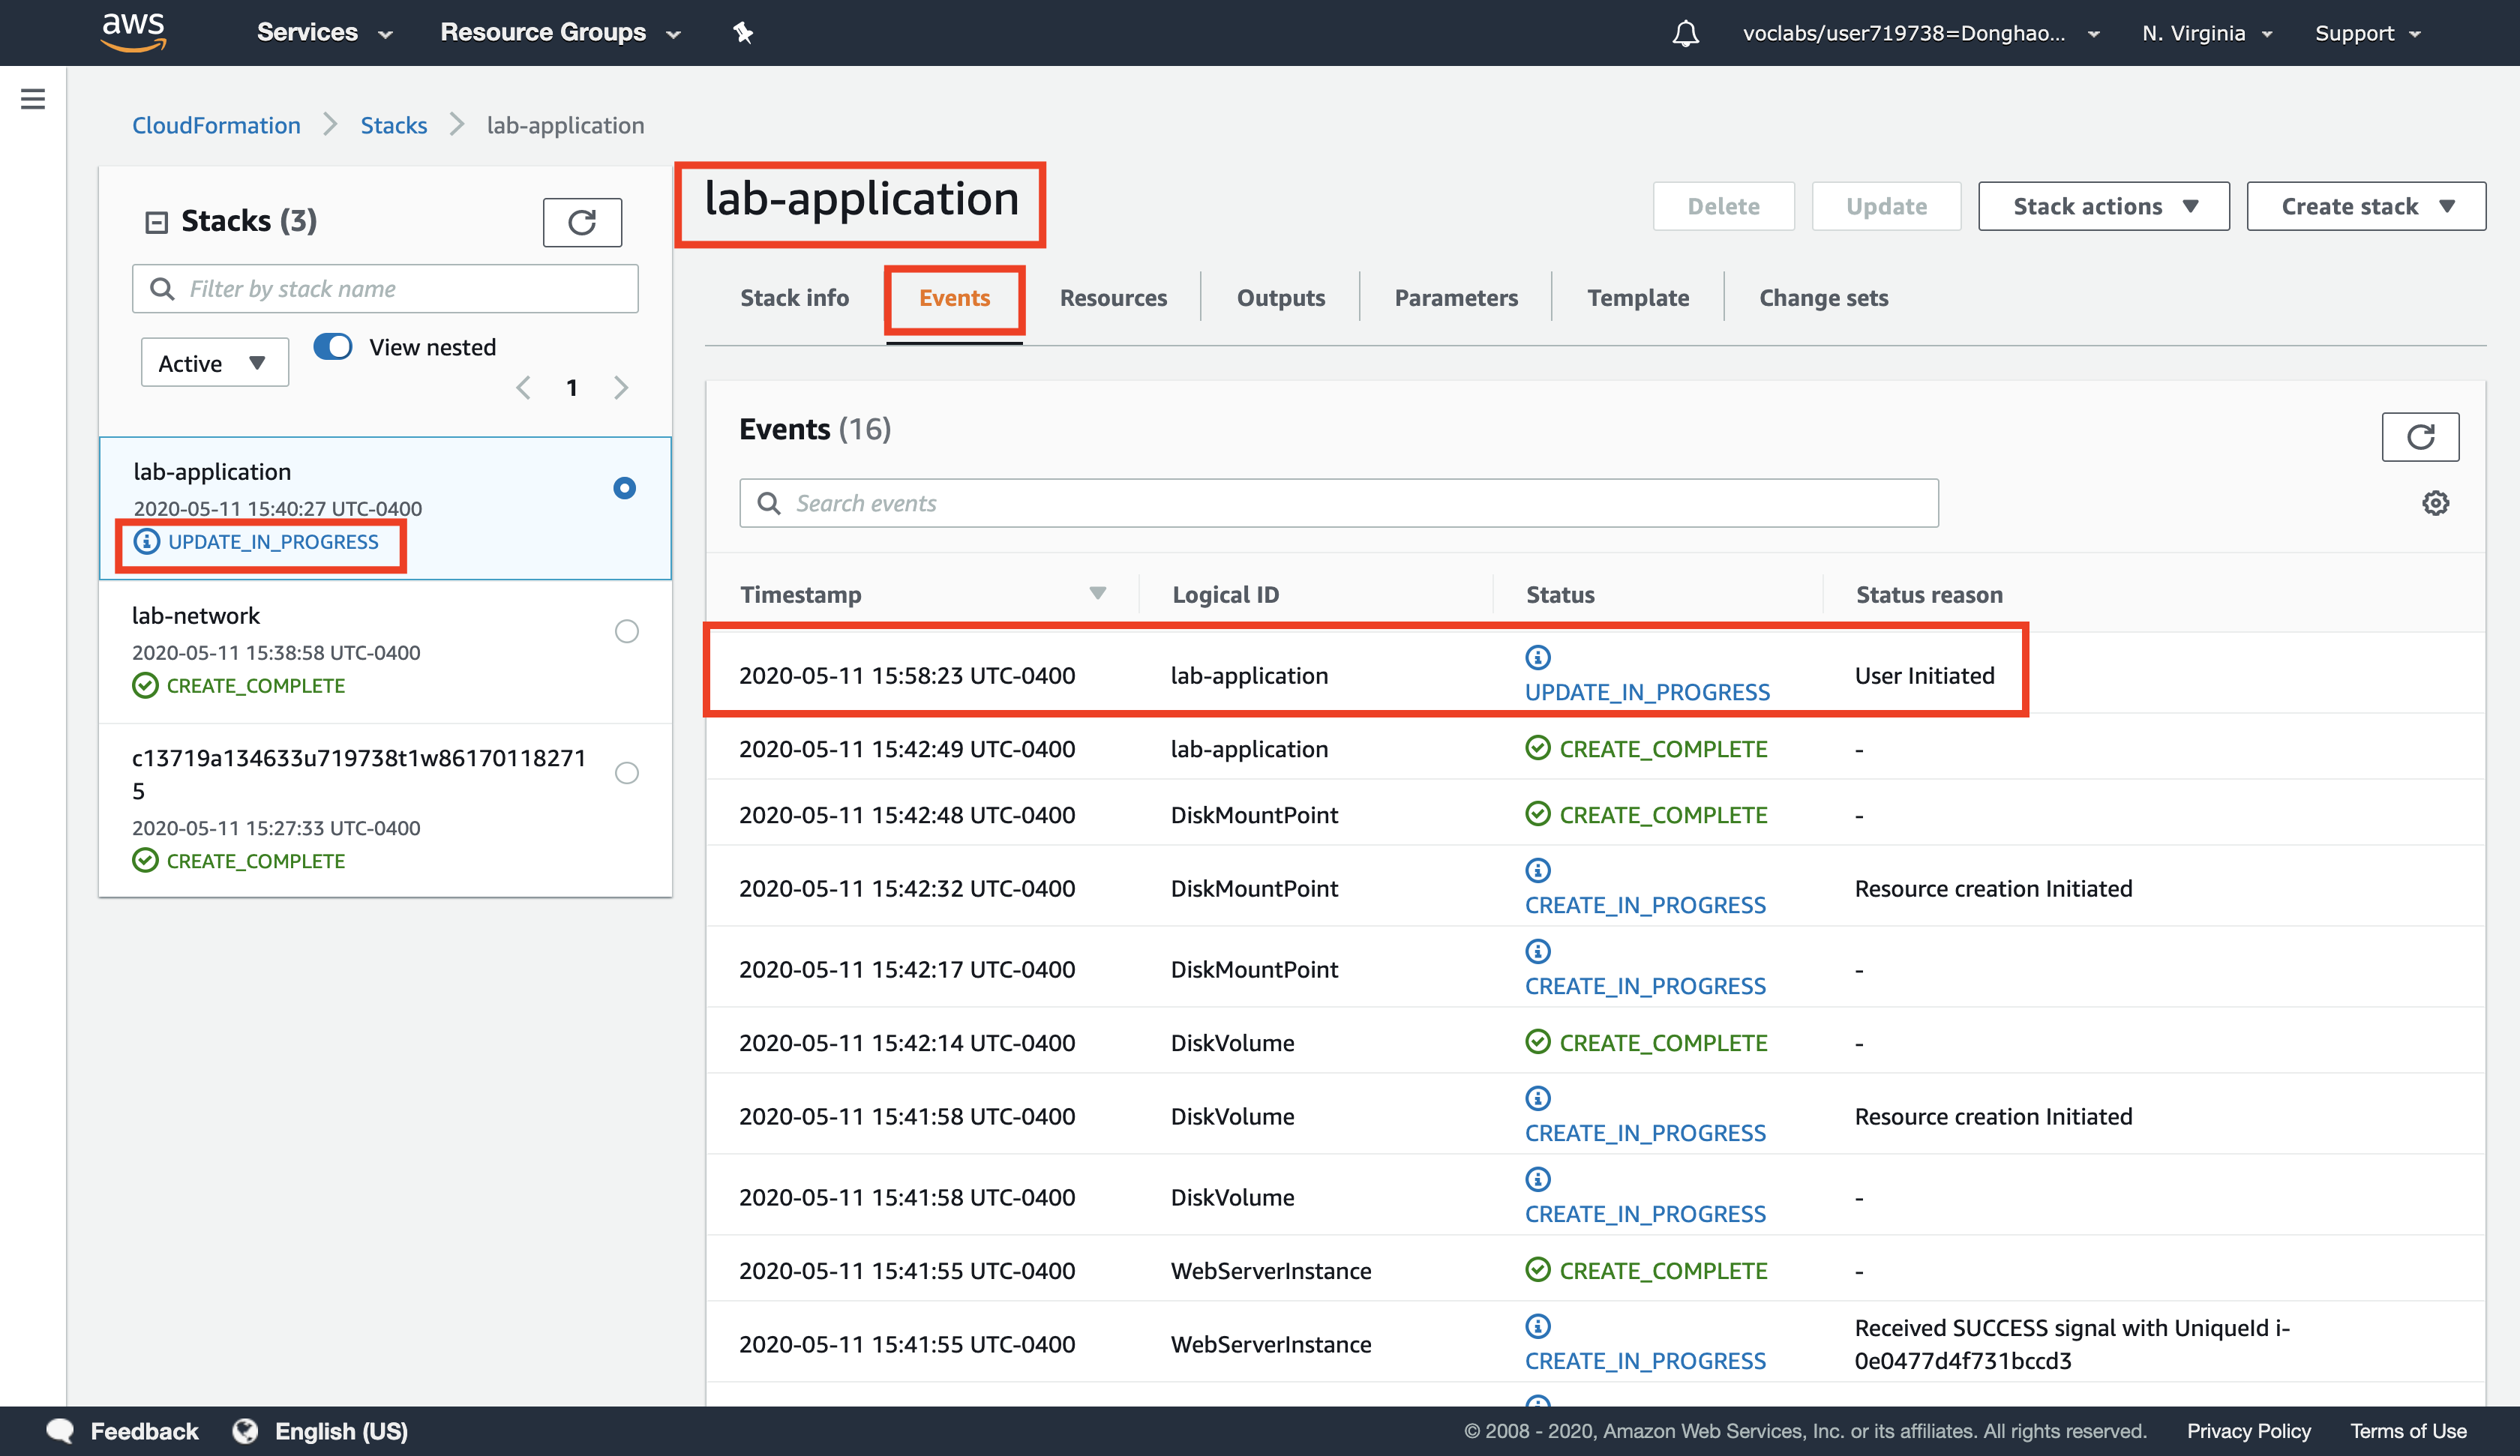 aws Services Resource Groups voclabs/user719738=Donghao... N. Virginia Support
CloudFormation Stacks lab-application
Stacks (3)
Filter by stack name
Active View nested
1
lab-application
2020-05-11 15:40:27 UTC-0400
UPDATE_IN_PROGRESS
lab-network
2020-05-11 15:38:58 UTC-0400
CREATE_COMPLETE
c13719a134633u719738t1w86170118271
5
2020-05-11 15:27:33 UTC-0400
CREATE_COMPLETE
lab-application
Delete Update Stack actions Create stack
Stack info Events Resources Outputs Parameters Template Change sets
Events (16)
Search events
Timestamp Logical ID Status Status reason
2020-05-11 15:58:23 UTC-0400 lab-application UPDATE_IN_PROGRESS User Initiated
2020-05-11 15:42:49 UTC-0400 lab-application CREATE_COMPLETE -
2020-05-11 15:42:48 UTC-0400 DiskMountPoint CREATE_COMPLETE -
2020-05-11 15:42:32 UTC-0400 DiskMountPoint CREATE_IN_PROGRESS Resource creation Initiated
2020-05-11 15:42:17 UTC-0400 DiskMountPoint CREATE_IN_PROGRESS -
2020-05-11 15:42:14 UTC-0400 DiskVolume CREATE_COMPLETE -
2020-05-11 15:41:58 UTC-0400 DiskVolume CREATE_IN_PROGRESS Resource creation Initiated
2020-05-11 15:41:58 UTC-0400 DiskVolume CREATE_IN_PROGRESS -
2020-05-11 15:41:55 UTC-0400 WebServerInstance CREATE_COMPLETE -
2020-05-11 15:41:55 UTC-0400 WebServerInstance CREATE_IN_PROGRESS Received SUCCESS signal with UniqueId i-
0e0477d4f731bccd3
Feedback English (US) © 2008 - 2020, Amazon Web Services, Inc. or its affiliates. All rights reserved. Privacy Policy Terms of Use